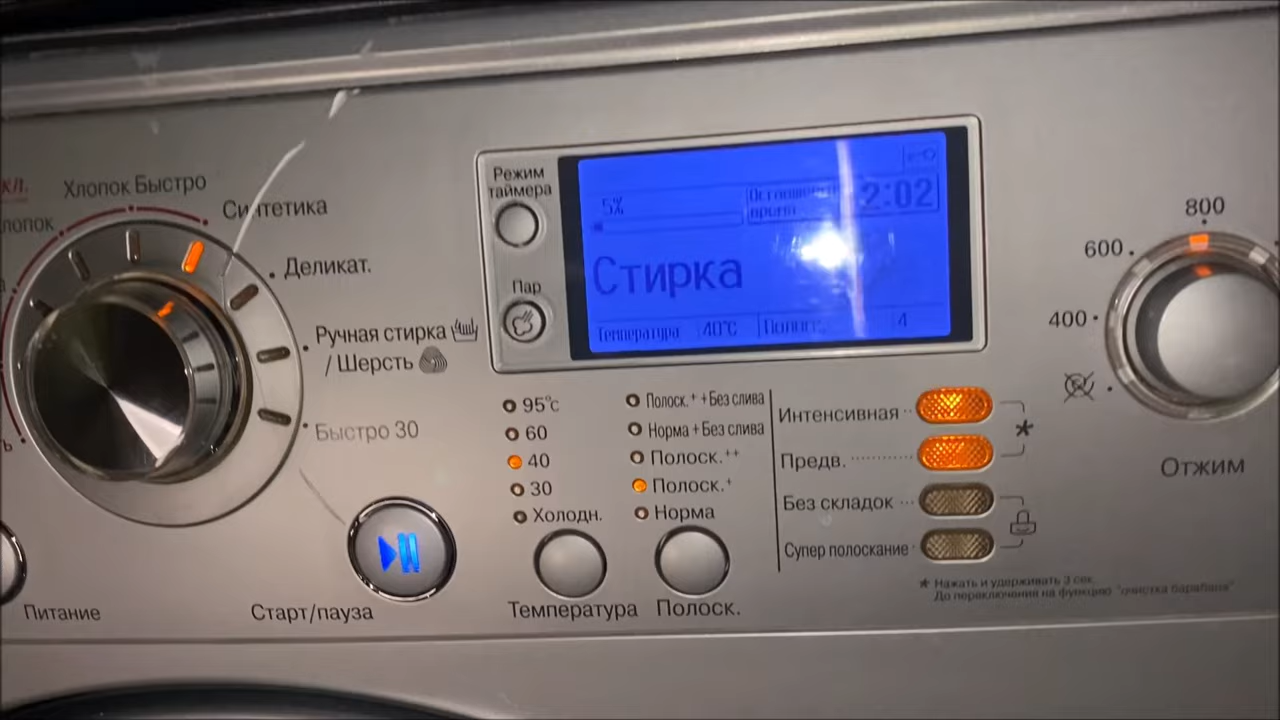 Хлопок Быстро
Синтетика
Деликат.
Ручная стирка
/ Шерсть
Быстро 30
Режим
таймера
Пар
5%
время
2:02
Стирка
Температура 40°C 4
95°C
60
40
30
Холодн.
Полоск.⁺ +Без слива
Норма +Без слива
Полоск.⁺⁺
Полоск.⁺
Норма
Интенсивная
*
Предв.
Без складок
Супер полоскание
800
600
400
Отжим
Питание
Старт/пауза
Температура
Полоск.
* Нажать и удерживать 3 сек.
До переключения на функцию "очистка барабана"